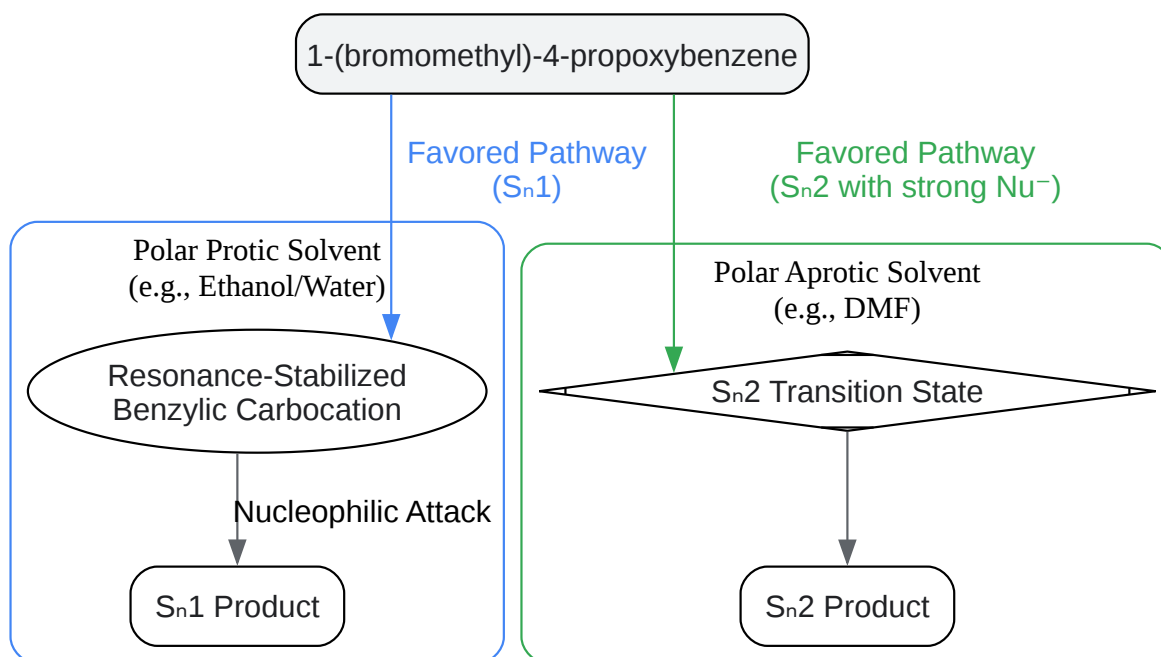 1-(bromomethyl)-4-propoxybenzene
Favored Pathway
(Sₙ1)
Favored Pathway
(Sₙ2 with strong Nu⁻)
Polar Protic Solvent
(e.g., Ethanol/Water)
Polar Aprotic Solvent
(e.g., DMF)
Resonance-Stabilized
Benzylic Carbocation
Sₙ2 Transition State
Nucleophilic Attack
Sₙ1 Product
Sₙ2 Product